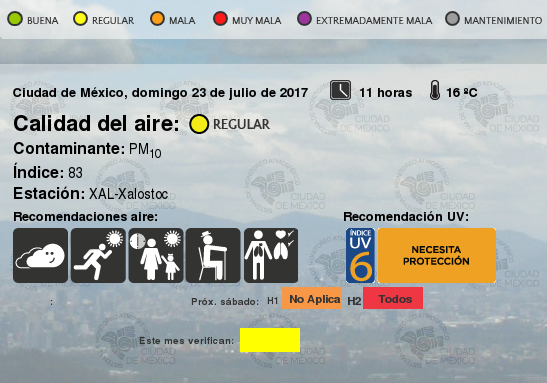 BUENA REGULAR MALA MUY MALA EXTREMADAMENTE MALA MANTENIMIENTO
Ciudad de México, domingo 23 de julio de 2017 11 horas 16 ºC
Calidad del aire: REGULAR
Contaminante: PM10
Índice: 83
Estación: XAL-Xalostoc
Recomendaciones aire: Recomendación UV:
ÍNDICE UV 6 NECESITA PROTECCIÓN
: Próx. sábado: H1 No Aplica H2 Todos
Este mes verifican:
CIUDAD DE MÉXICO